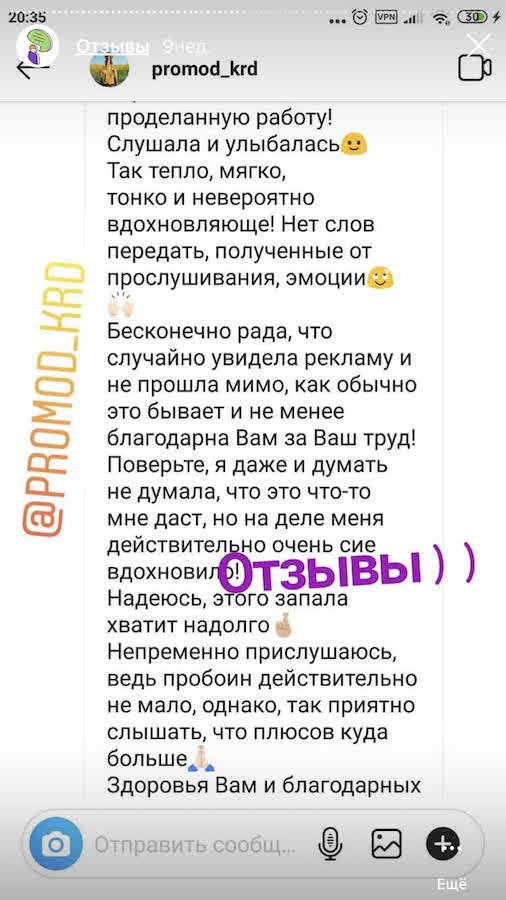 20:35
VPN
30
Отзывы 9нед.
promod_krd
проделанную работу!
Слушала и улыбалась
Так тепло, мягко,
тонко и невероятно
вдохновляюще! Нет слов
передать, полученные от
прослушивания, эмоции
@PROMOD_KRD
Бесконечно рада, что
случайно увидела рекламу и
не прошла мимо, как обычно
это бывает и не менее
благодарна Вам за Ваш труд!
Поверьте, я даже и думать
не думала, что это что-то
мне даст, но на деле меня
действительно очень сие
вдохновило!
Отзывы))
Надеюсь, этого запала
хватит надолго
Непременно прислушаюсь,
ведь пробоин действительно
не мало, однако, так приятно
слышать, что плюсов куда
больше
Здоровья Вам и благодарных
Отправить сообщ...
Ещё